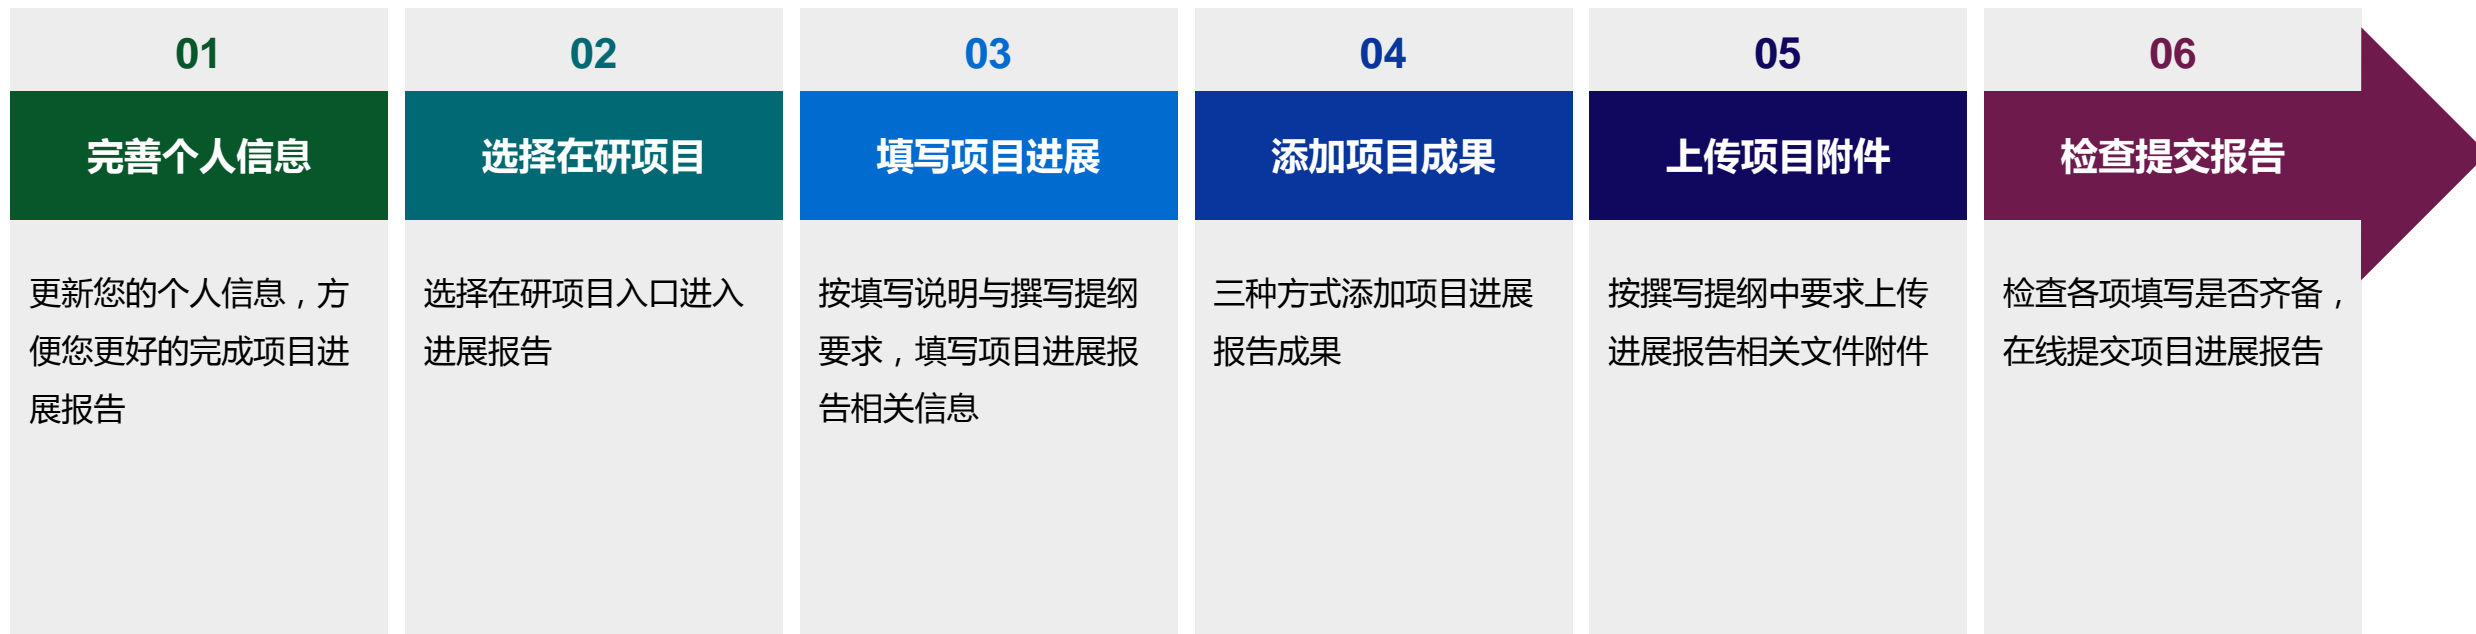 01
完善个人信息
更新您的个人信息，方
便您更好的完成项目进
展报告
02
选择在研项目
选择在研项目入口进入
进展报告
03
填写项目进展
按填写说明与撰写提纲
要求，填写项目进展报
告相关信息
04
添加项目成果
三种方式添加项目进展
报告成果
05
上传项目附件
按撰写提纲中要求上传
进展报告相关文件附件
06
检查提交报告
检查各项填写是否齐备，
在线提交项目进展报告